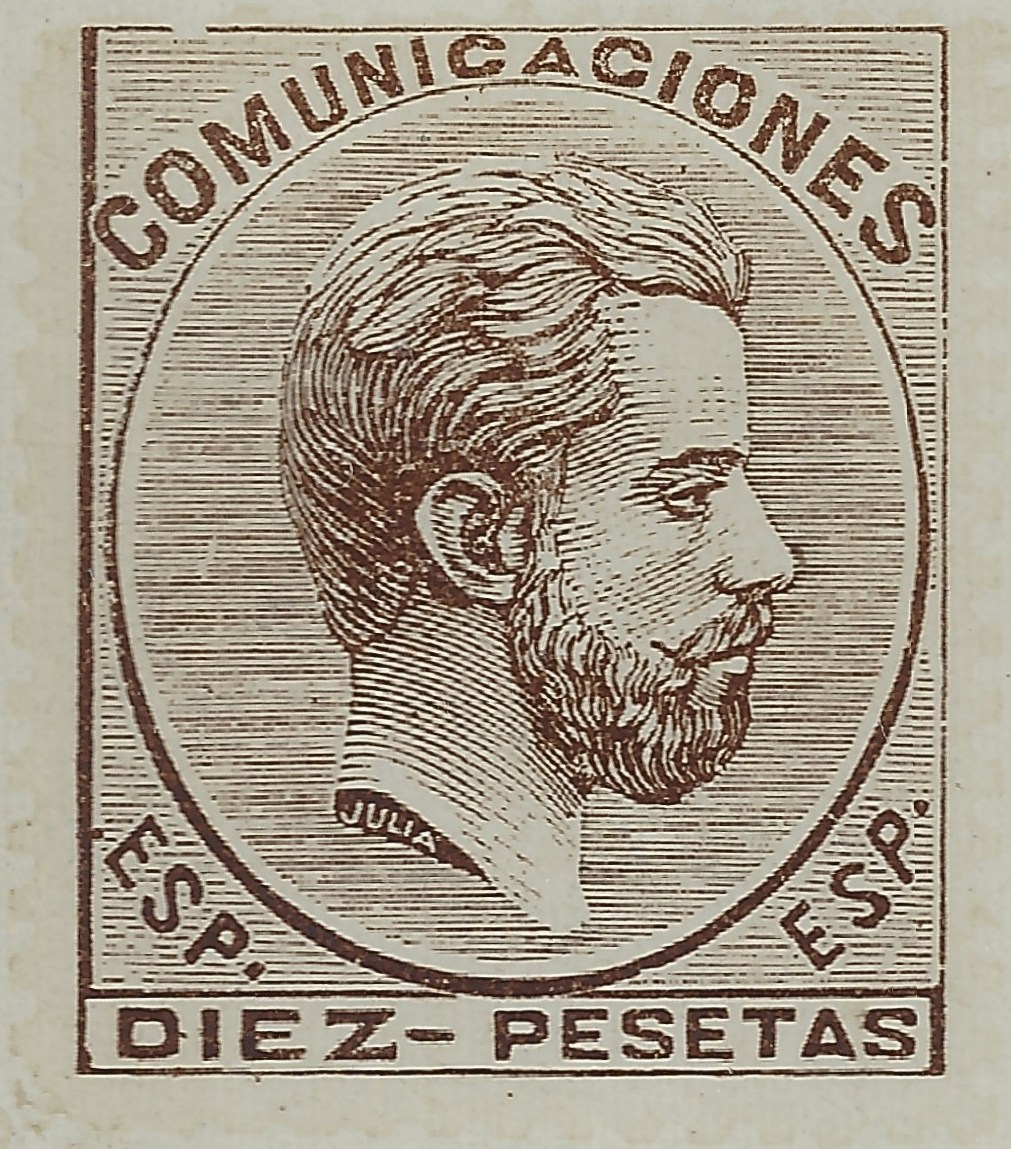 COMUNICACIONES
JULIA
ESP.
ESP.
DIEZ- PESETAS